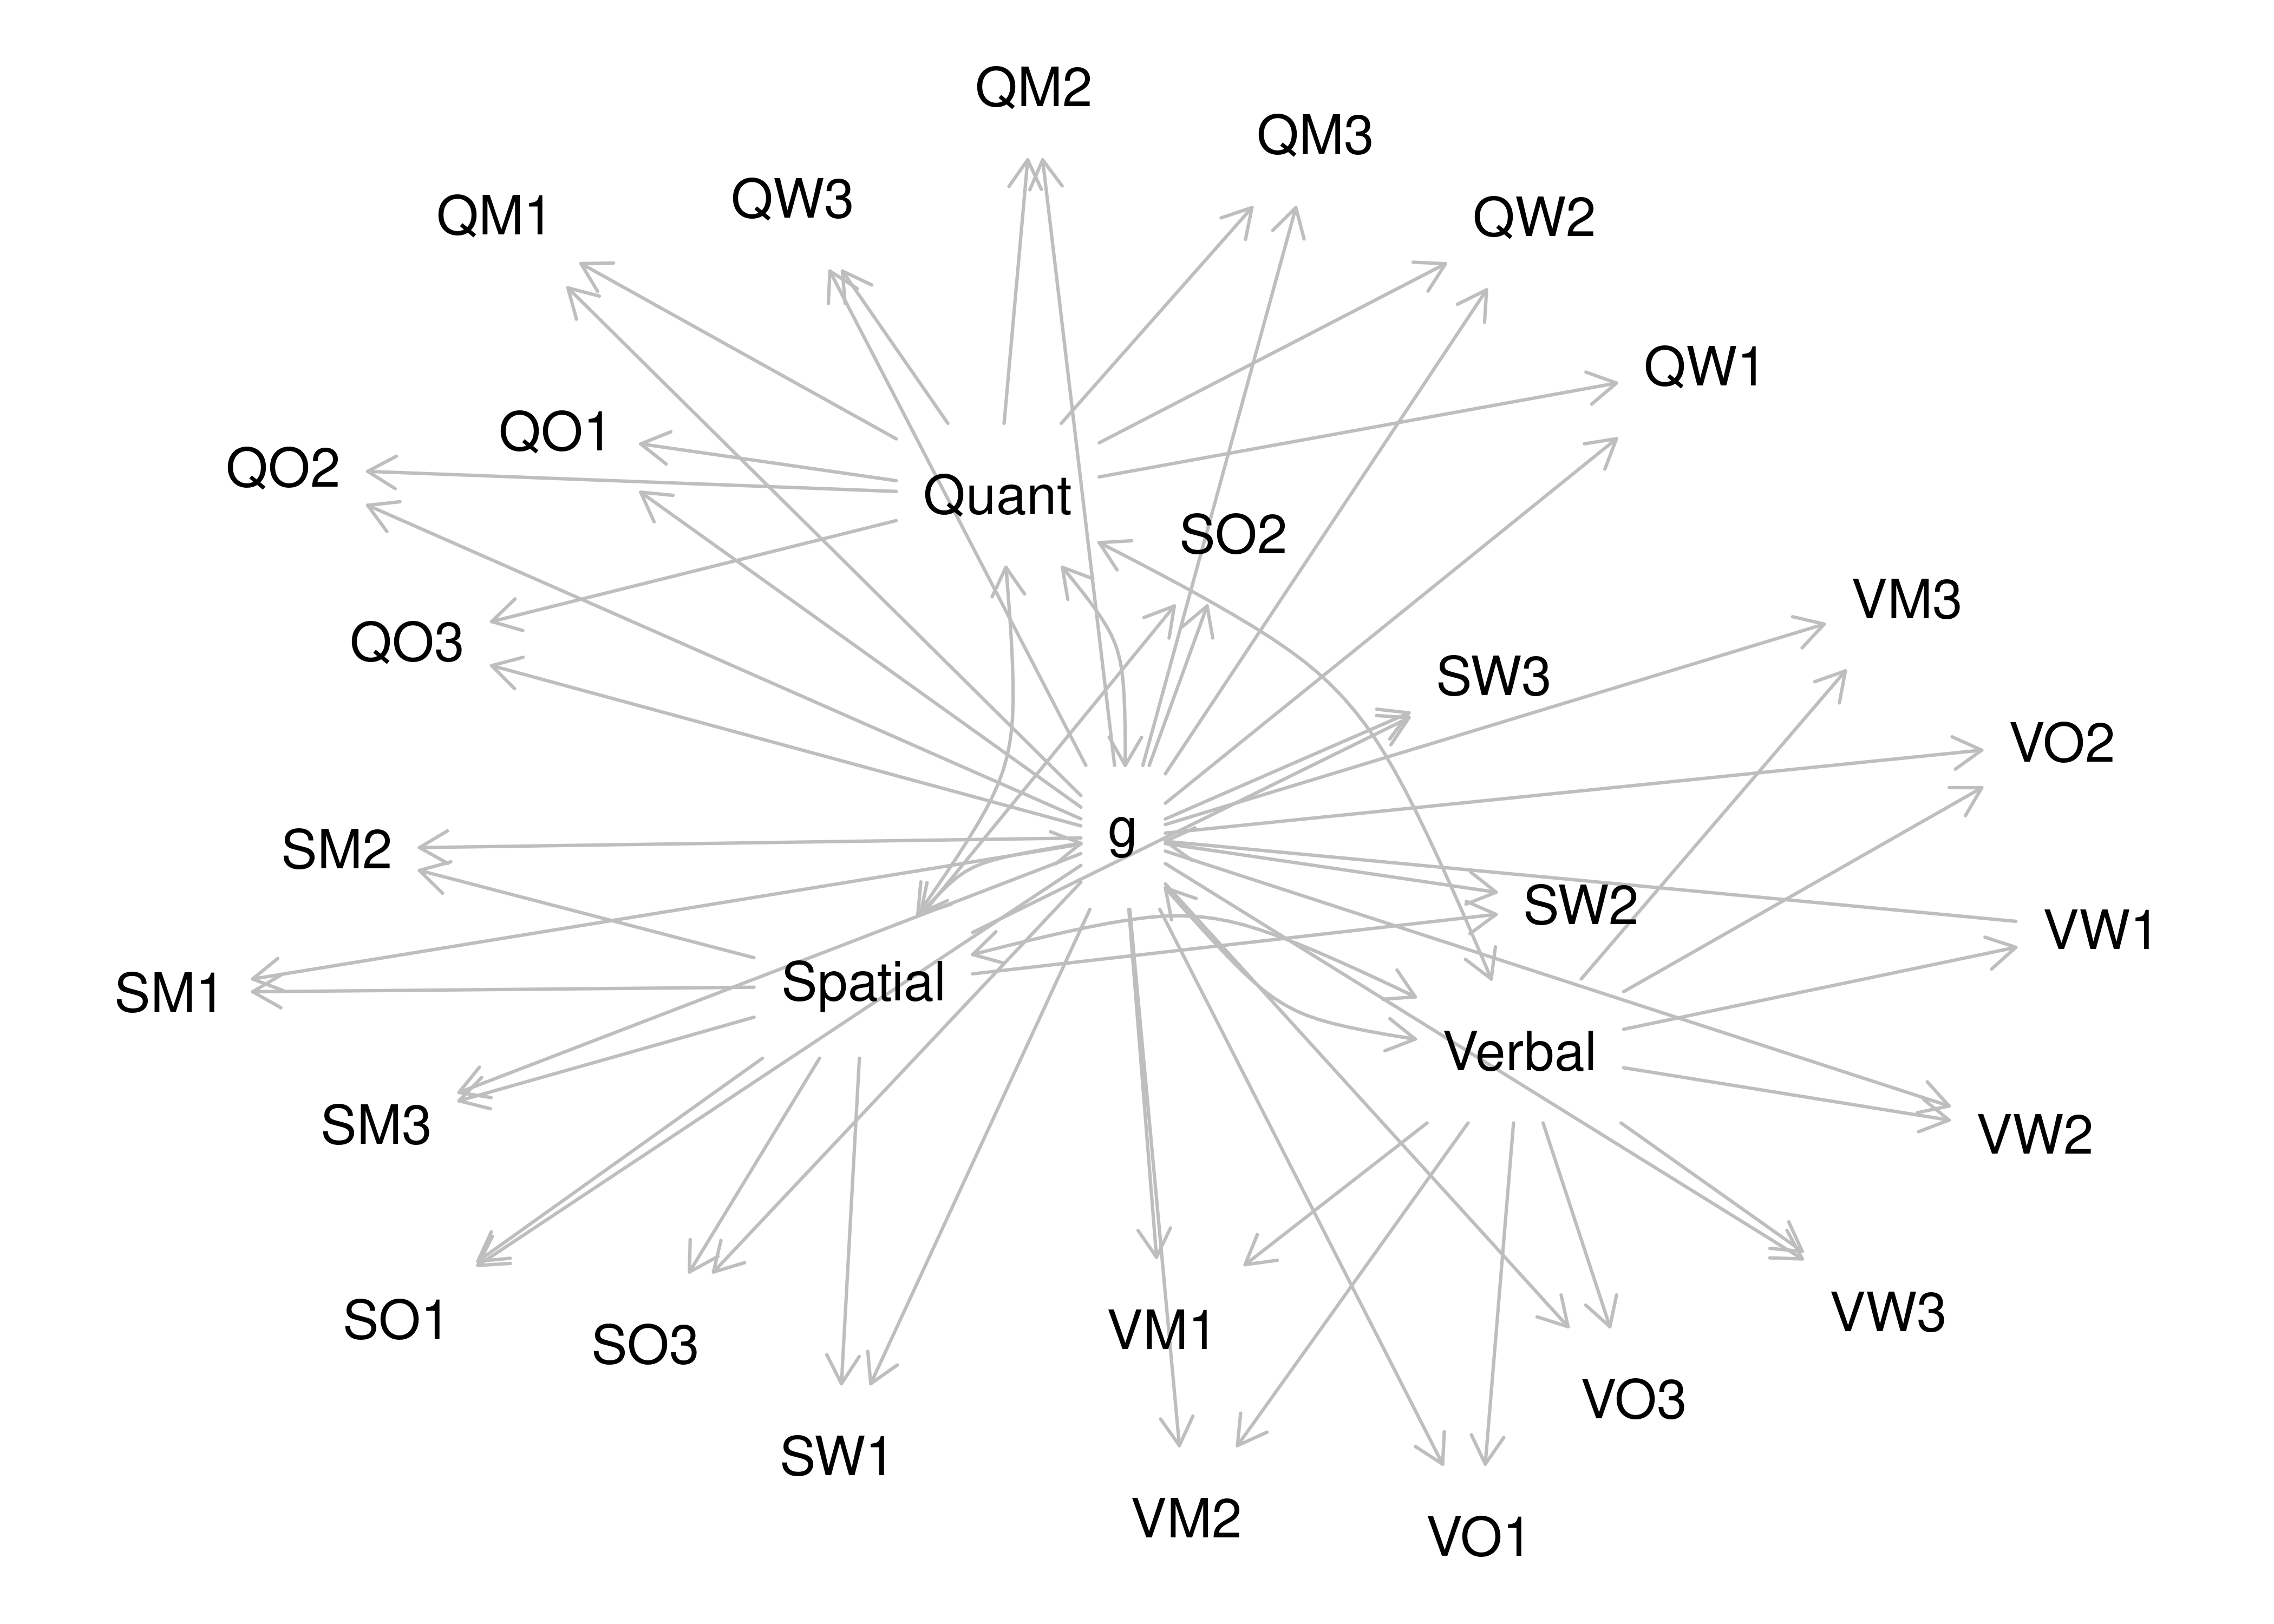 QM2
QM3
QW3
QM1
QW2
QW1
QO1
QO2
Quant
SO2
VM3
QO3
SW3
VO2
g
SM2
SW2
VW1
Spatial
SM1
Verbal
SM3
VW2
VW3
SO1
VM1
SO3
VO3
SW1
VM2
VO1